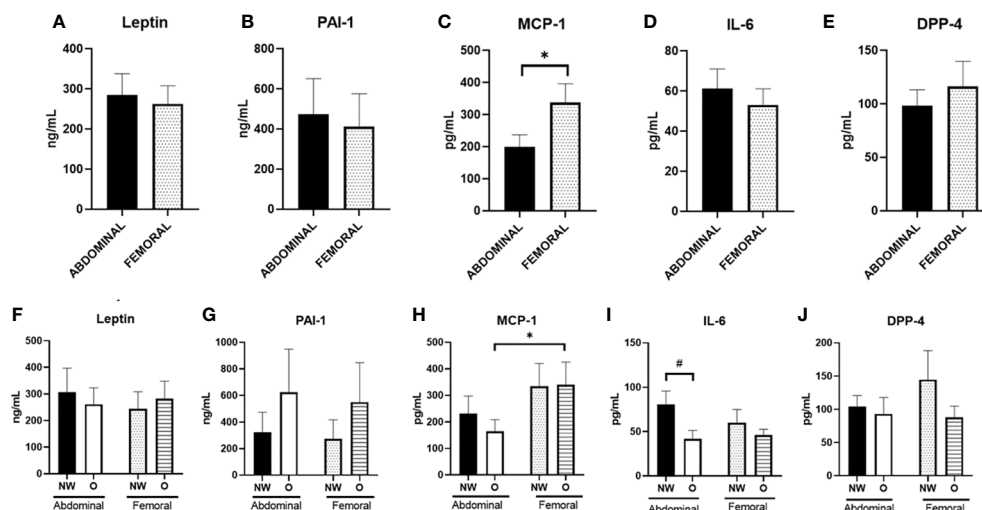 A Leptin
ng/mL
400
300
200
100
0
ABDOMINAL
FEMORAL
B PAI-1
ng/mL
800
600
400
200
0
ABDOMINAL
FEMORAL
C MCP-1
pg/mL
500
400
300
200
100
0
*
ABDOMINAL
FEMORAL
D IL-6
pg/mL
80
60
40
20
0
ABDOMINAL
FEMORAL
E DPP-4
pg/mL
150
100
50
0
ABDOMINAL
FEMORAL
F Leptin
ng/mL
500
400
300
200
100
0
NW O NW O
Abdominal Femoral
G PAI-1
ng/mL
1000
800
600
400
200
0
NW O NW O
Abdominal Femoral
H MCP-1
pg/mL
500
400
300
200
100
0
*
NW O NW O
Abdominal Femoral
I IL-6
pg/mL
150
100
50
0
#
NW O NW O
Abdominal Femoral
J DPP-4
pg/mL
200
150
100
50
0
NW O NW O
Abdominal Femoral